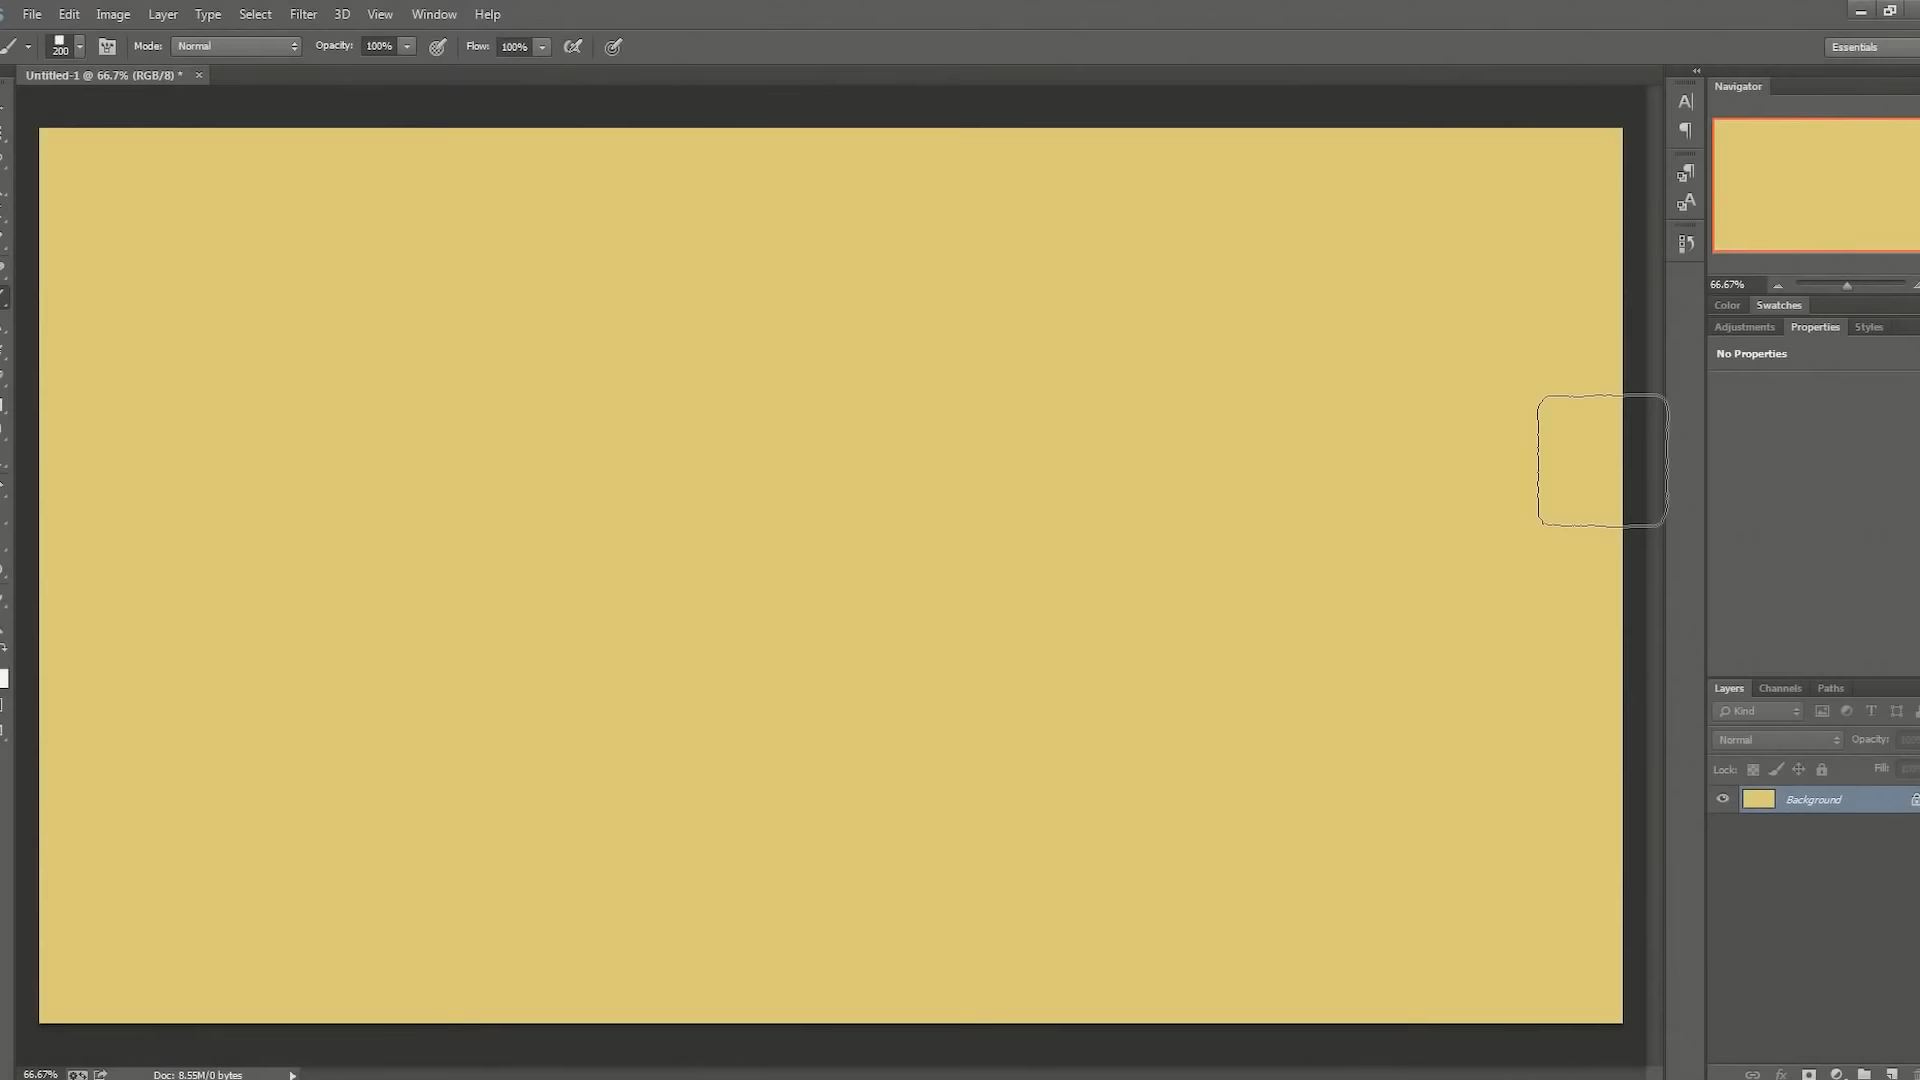 File Edit Image Layer Type Select Filter 3D View Window Help
200 Mode: Normal Opacity: 100% Flow: 100% Essentials
Untitled-1 @ 66.7% (RGB/8) * ×
Navigator
66.67%
Color Swatches
Adjustments Properties Styles
No Properties
Layers Channels Paths
Kind
Normal Opacity: 100%
Lock: Fill:
Background
66.67% Doc: 8.55M/0 bytes